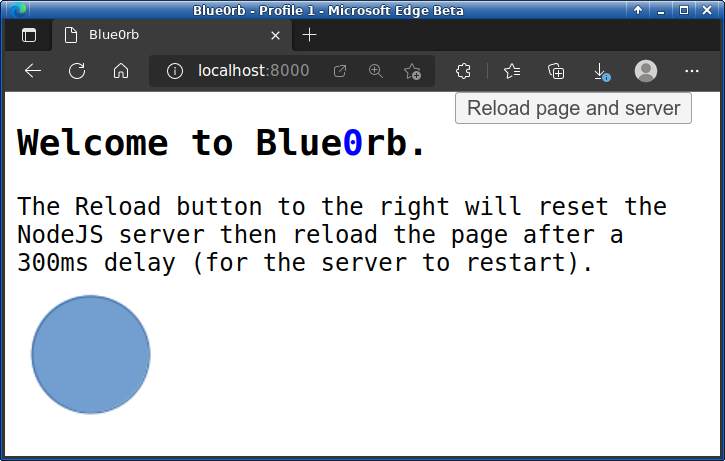 Blue0rb - Profile 1 - Microsoft Edge Beta
Blue0rb
localhost:8000
Reload page and server
Welcome to Blue0rb.
The Reload button to the right will reset the
NodeJS server then reload the page after a
300ms delay (for the server to restart).